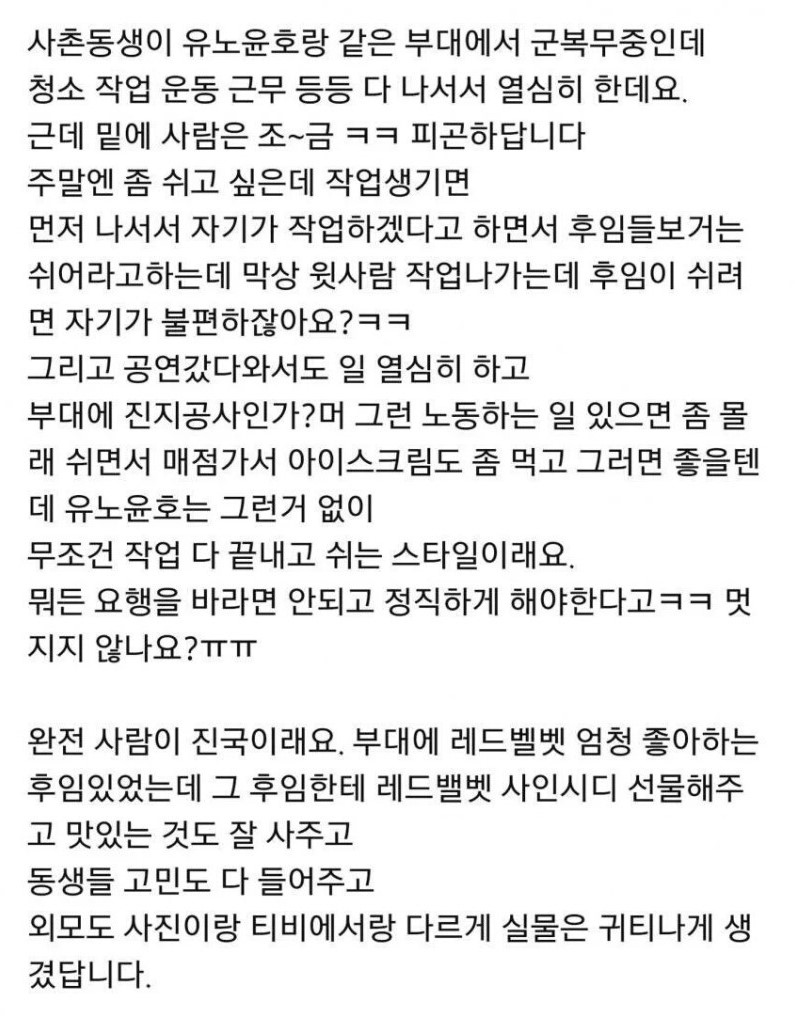 사촌동생이 유노윤호랑 같은 부대에서 군복무중인데
청소 작업 운동 근무 등등 다 나서서 열심히 한데요.
근데 밑에 사람은 조~금 ㅋㅋ 피곤하답니다
주말엔 좀 쉬고 싶은데 작업생기면
먼저 나서서 자기가 작업하겠다고 하면서 후임들보거는
쉬어라고하는데 막상 윗사람 작업나가는데 후임이 쉬려
면 자기가 불편하잖아요?ㅋㅋ
그리고 공연갔다와서도 일 열심히 하고
부대에 진지공사인가?머 그런 노동하는 일 있으면 좀 몰
래 쉬면서 매점가서 아이스크림도 좀 먹고 그러면 좋을텐
데 유노윤호는 그런거 없이
무조건 작업 다 끝내고 쉬는 스타일이래요.
뭐든 요행을 바라면 안되고 정직하게 해야한다고ㅋㅋ 멋
지지 않나요?ㅠㅠ
완전 사람이 진국이래요. 부대에 레드벨벳 엄청 좋아하는
후임있었는데 그 후임한테 레드밸벳 사인시디 선물해주
고 맛있는 것도 잘 사주고
동생들 고민도 다 들어주고
외모도 사진이랑 티비에서랑 다르게 실물은 귀티나게 생
겼답니다.